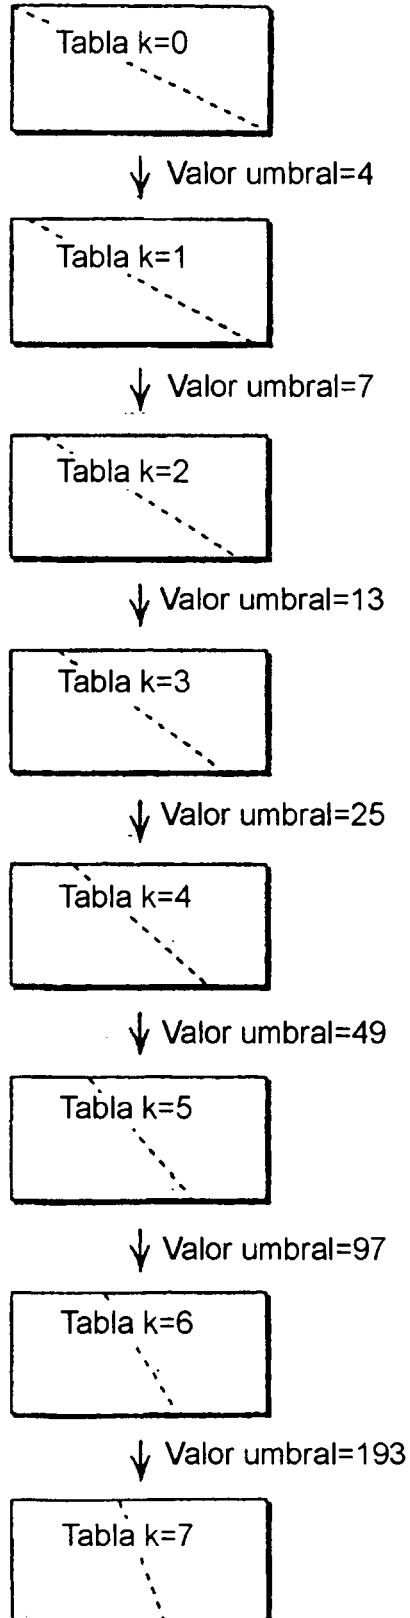 Tabla k=0
Valor umbral=4
Tabla k=1
Valor umbral=7
Tabla k=2
Valor umbral=13
Tabla k=3
Valor umbral=25
Tabla k=4
Valor umbral=49
Tabla k=5
Valor umbral=97
Tabla k=6
Valor umbral=193
Tabla k=7